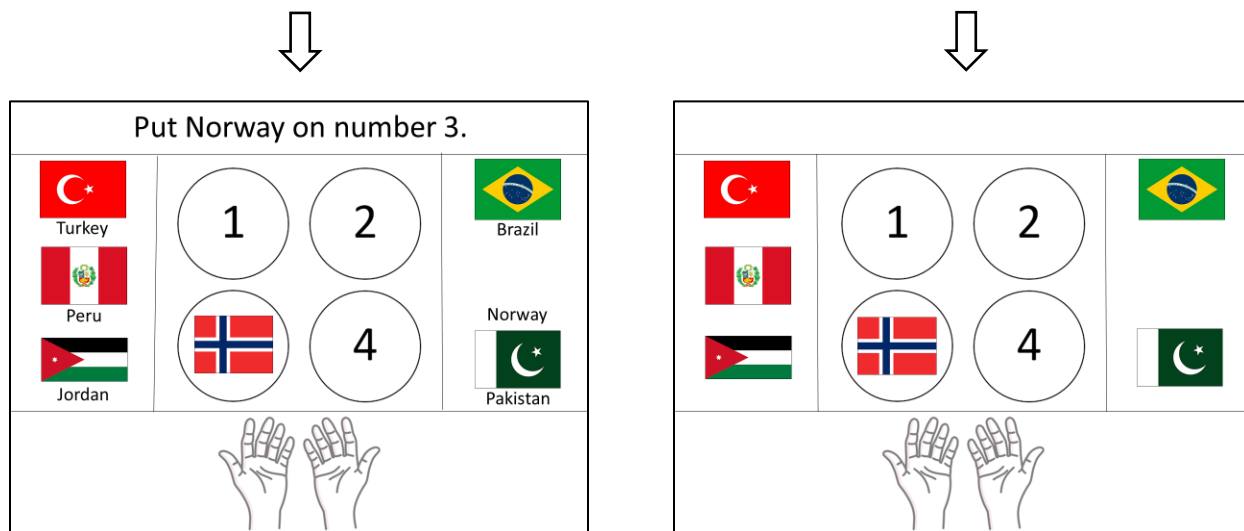 Put Norway on number 3.
Turkey
Peru
Jordan
1 2
4
Brazil
Norway
Pakistan
1 2
4